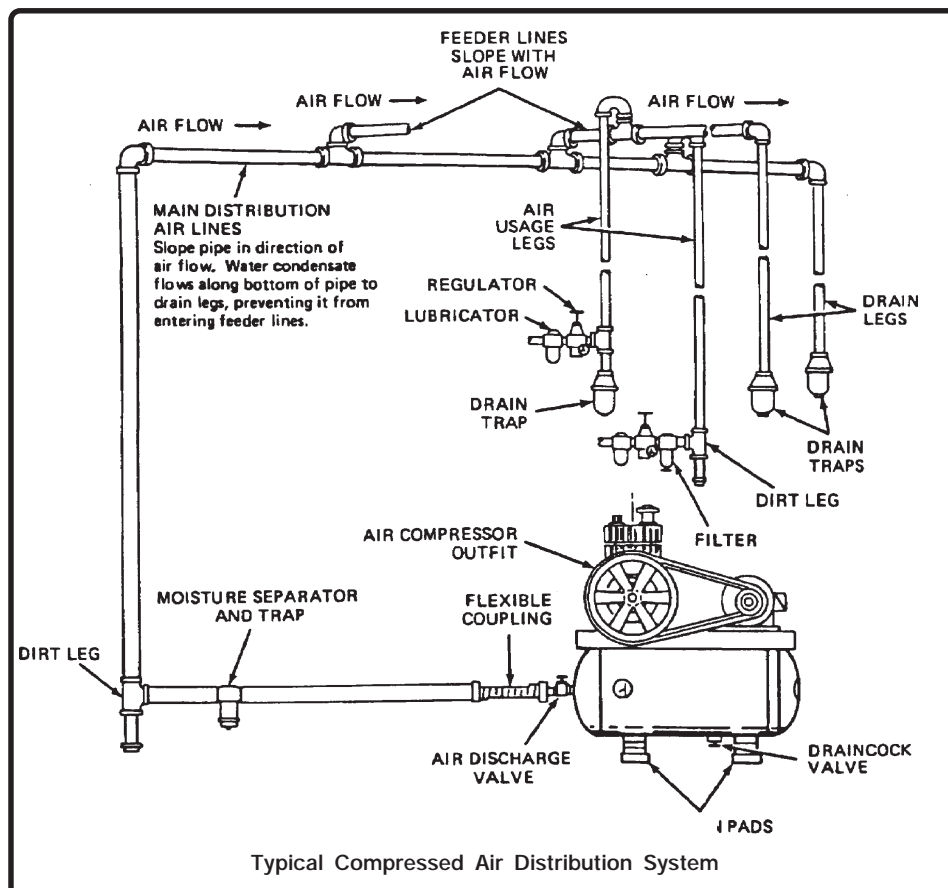 FEEDER LINES
SLOPE WITH
AIR FLOW
AIR FLOW
AIR FLOW
AIR FLOW
MAIN DISTRIBUTION
AIR LINES
Slope pipe in direction of
air flow. Water condensate
flows along bottom of pipe to
drain legs, preventing it from
entering feeder lines.
AIR
USAGE
LEGS
REGULATOR
LUBRICATOR
DRAIN
LEGS
DRAIN
TRAP
DRAIN
TRAPS
DIRT LEG
FILTER
AIR COMPRESSOR
OUTFIT
MOISTURE SEPARATOR
AND TRAP
FLEXIBLE
COUPLING
DIRT LEG
AIR DISCHARGE
VALVE
DRAINCOCK
VALVE
PADS
Typical Compressed Air Distribution System